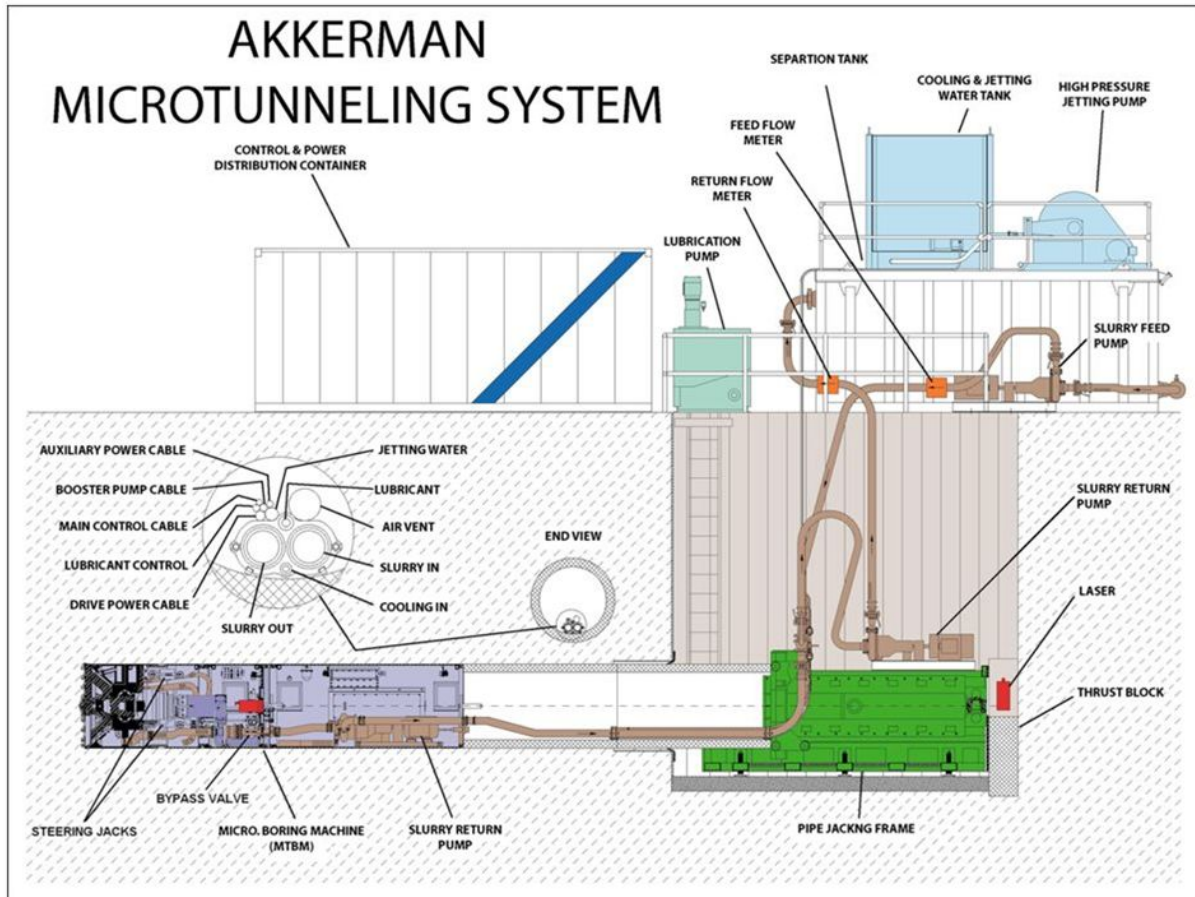 AKKERMAN
MICROTUNNELING SYSTEM
CONTROL & POWER
DISTRIBUTION CONTAINER
SEPARTION TANK
COOLING & JETTING
WATER TANK
HIGH PRESSURE
JETTING PUMP
FEED FLOW
METER
RETURN FLOW
METER
LUBRICATION
PUMP
SLURRY FEED
PUMP
AUXILIARY POWER CABLE
BOOSTER PUMP CABLE
MAIN CONTROL CABLE
LUBRICANT CONTROL
DRIVE POWER CABLE
SLURRY OUT
JETTING WATER
LUBRICANT
AIR VENT
SLURRY IN
COOLING IN
END VIEW
SLURRY RETURN
PUMP
LASER
THRUST BLOCK
STEERING JACKS
BYPASS VALVE
MICRO. BORING MACHINE
(MTBM)
SLURRY RETURN
PUMP
PIPE JACKNG FRAME